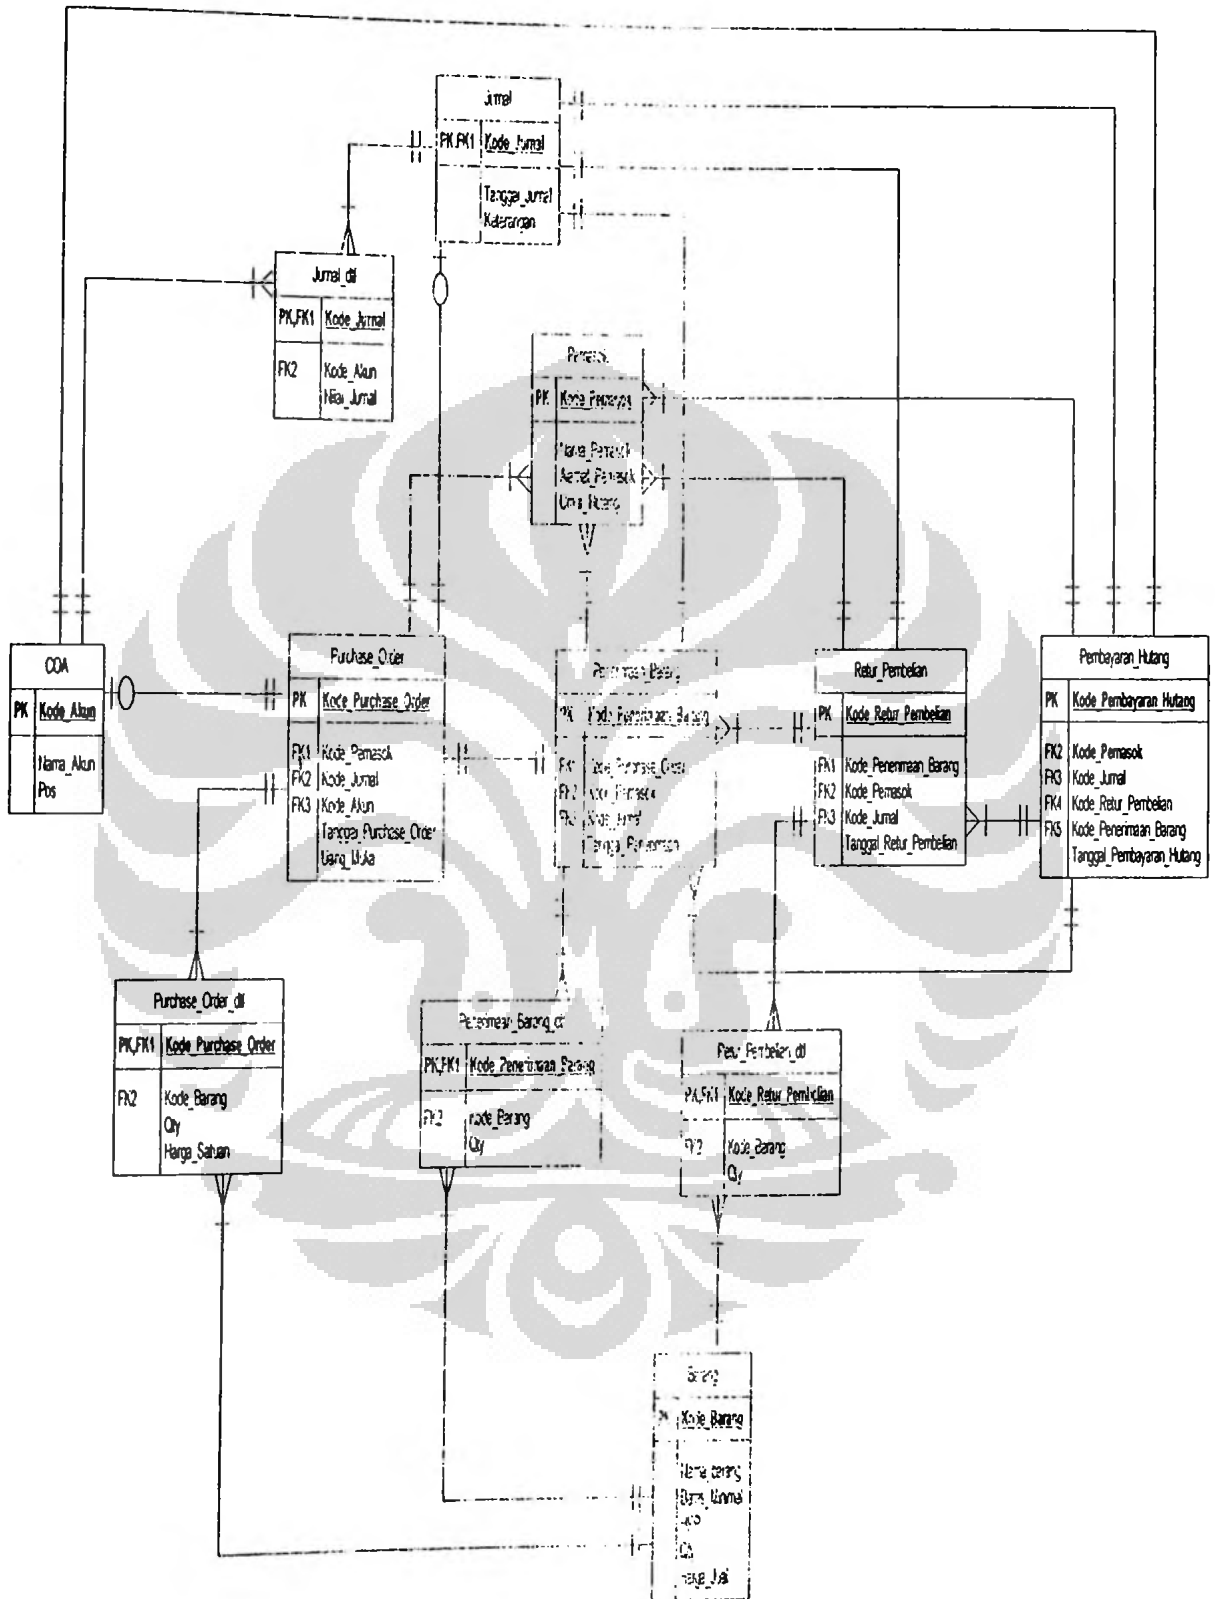 Jurnal
PK,FK1 Kode_Jurnal
Tanggal_Jurnal
Keterangan
Jurnal_dtl
PK,FK1 Kode_Jurnal
FK2 Kode_Akun
Nilai_Jurnal
Pemasok
PK Kode_Pemasok
Nama_Pemasok
Alamat_Pemasok
COA
PK Kode_Akun
Nama_Akun
Pos
Purchase_Order
PK Kode_Purchase_Order
FK1 Kode_Pemasok
FK2 Kode_Jurnal
FK3 Kode_Akun
Tanggal_Purchase_Order
Uang_Muka
Penerimaan_Barang
PK Kode_Penerimaan_Barang
FK1 Kode_Purchase_Order
FK2 Kode_Pemasok
FK3 Kode_Jurnal
Retur_Pembelian
PK Kode_Retur_Pembelian
FK1 Kode_Penerimaan_Barang
FK2 Kode_Pemasok
FK3 Kode_Jurnal
Tanggal_Retur_Pembelian
Pembayaran_Hutang
PK Kode_Pembayaran_Hutang
FK2 Kode_Pemasok
FK3 Kode_Jurnal
FK4 Kode_Retur_Pembelian
FK5 Kode_Penerimaan_Barang
Tanggal_Pembayaran_Hutang
Purchase_Order_dtl
PK,FK1 Kode_Purchase_Order
FK2 Kode_Barang
Qty
Harga_Satuan
Penerimaan_Barang_dtl
PK,FK1 Kode_Penerimaan_Barang
FK2 Kode_Barang
Qty
Retur_Pembelian_dtl
PK,FK1 Kode_Retur_Pembelian
FK2 Kode_Barang
Qty
Barang
PK Kode_Barang
Harga_Jual